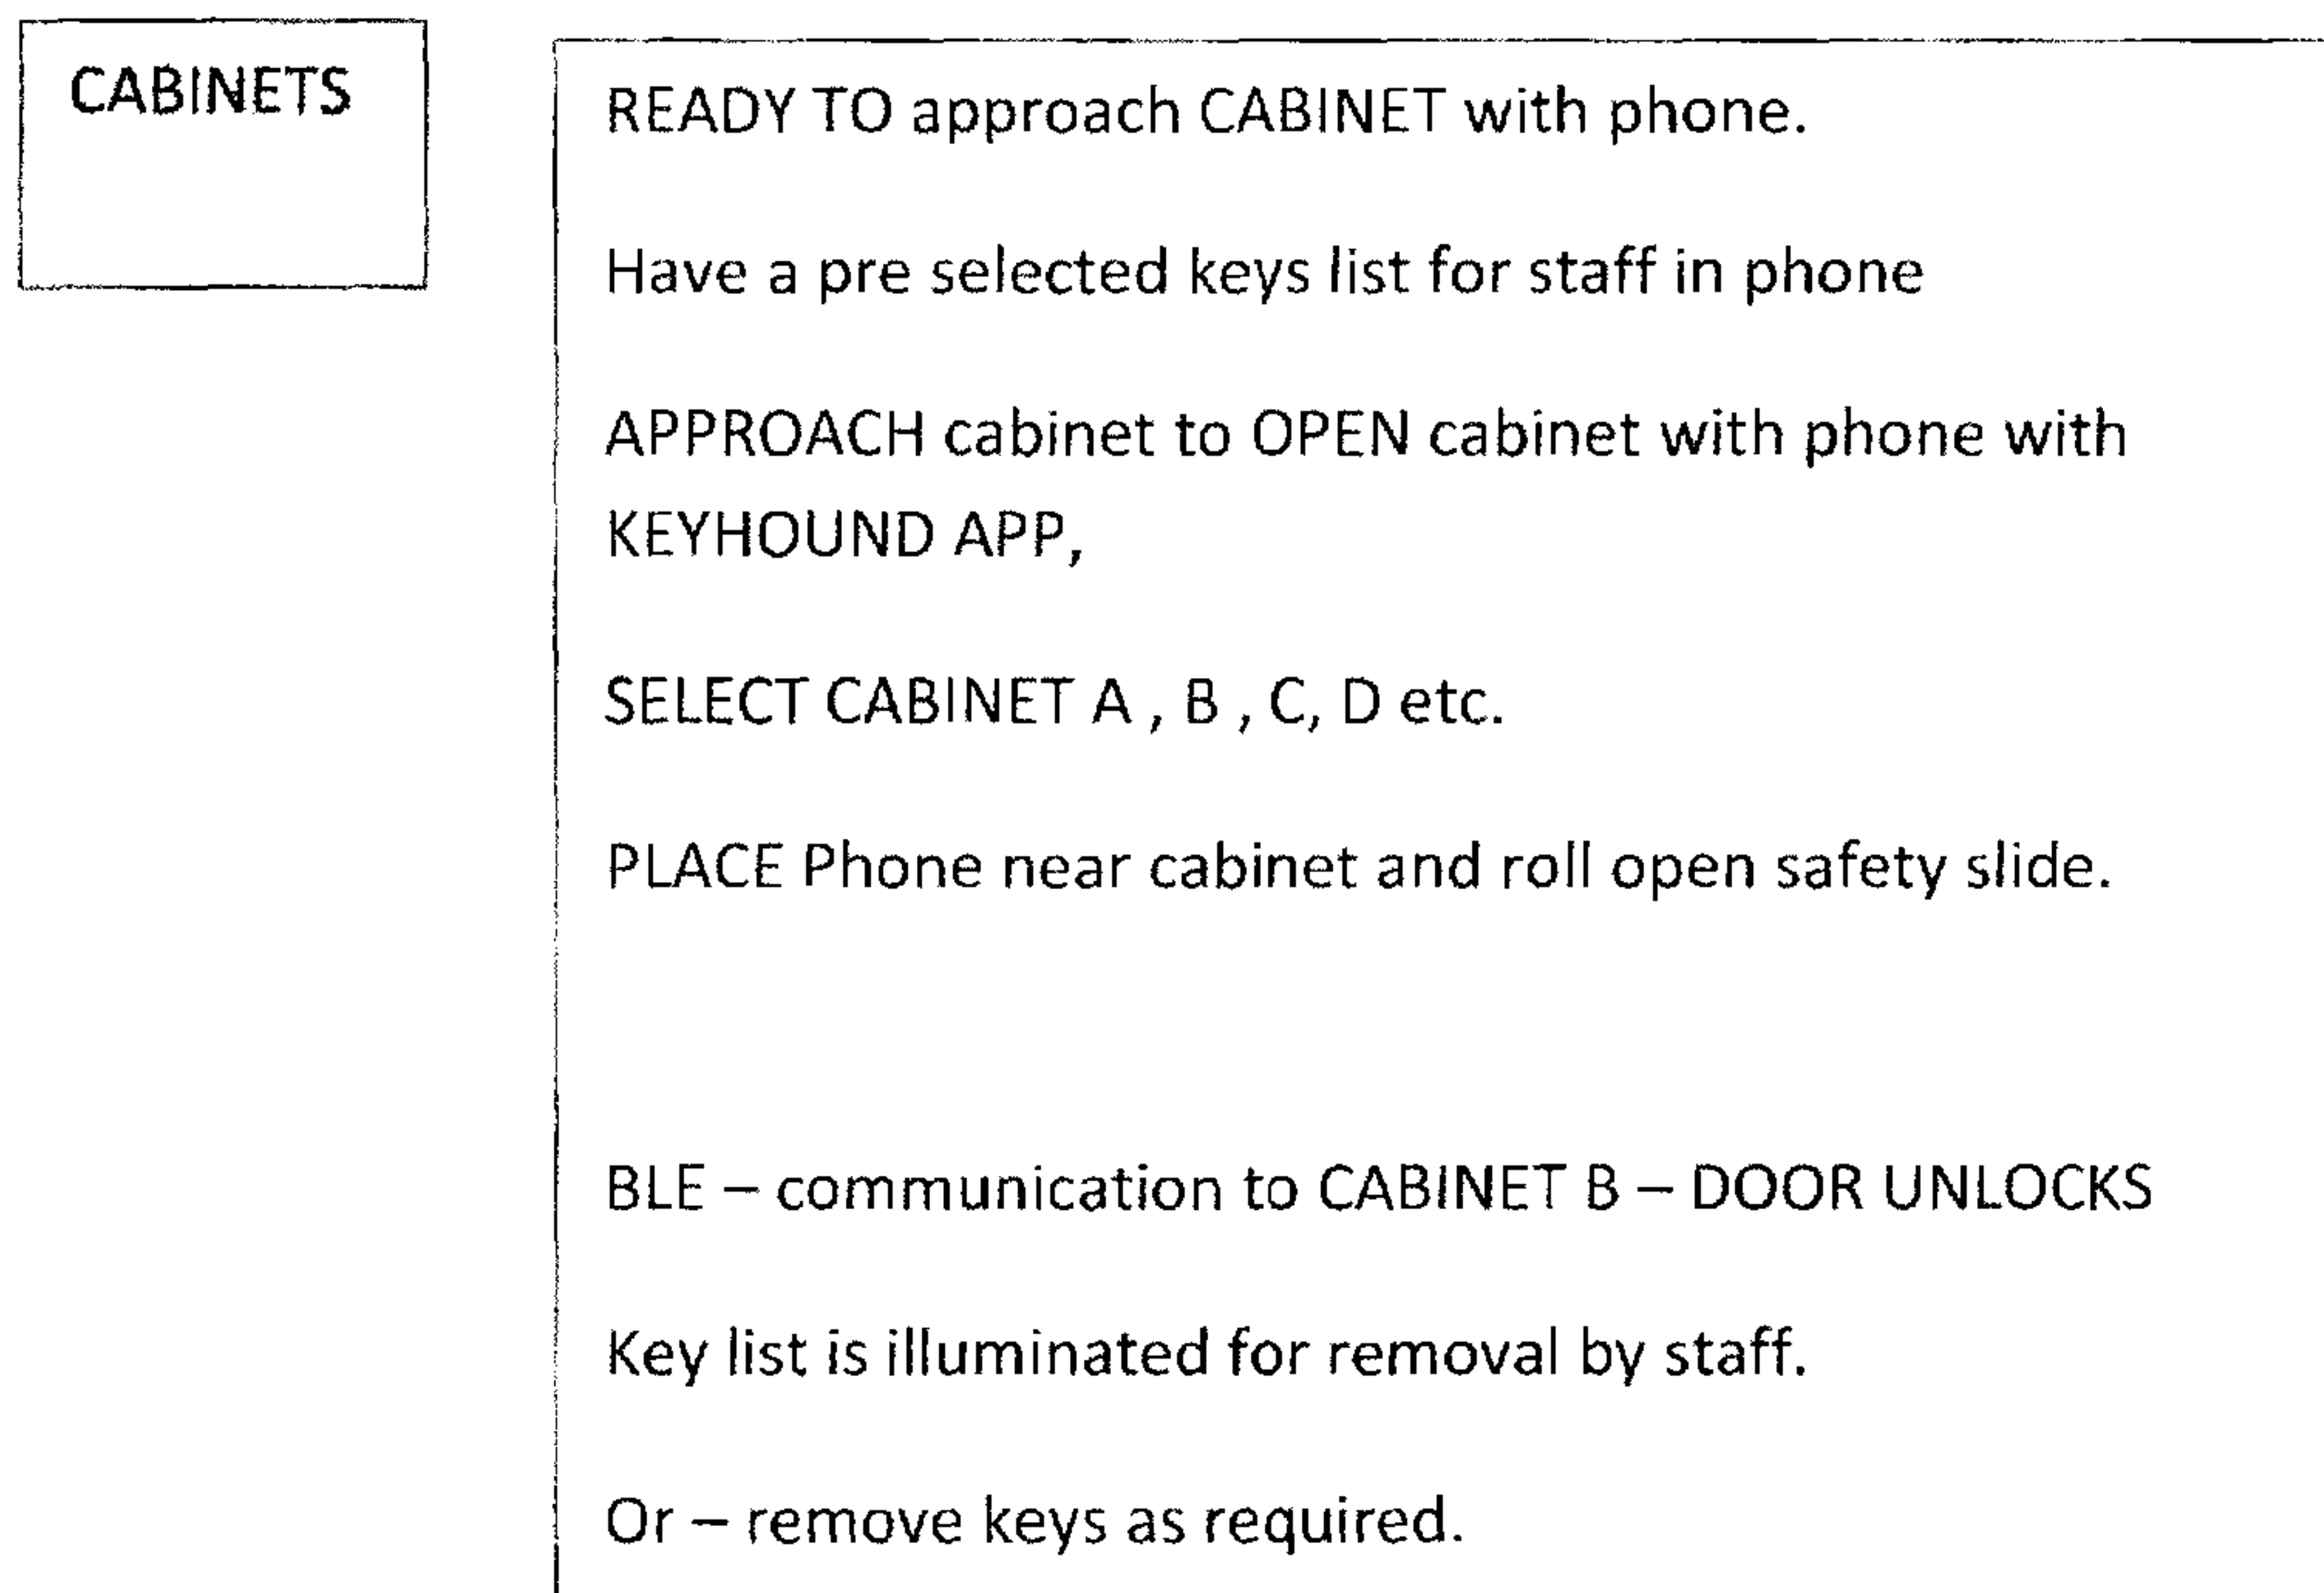 CABINETS
READY TO approach CABINET with phone.
Have a pre selected keys list for staff in phone
APPROACH cabinet to OPEN cabinet with phone with
KEYHOUND APP,
SELECT CABINET A , B , C, D etc.
PLACE Phone near cabinet and roll open safety slide.
BLE – communication to CABINET B – DOOR UNLOCKS
Key list is illuminated for removal by staff.
Or – remove keys as required.